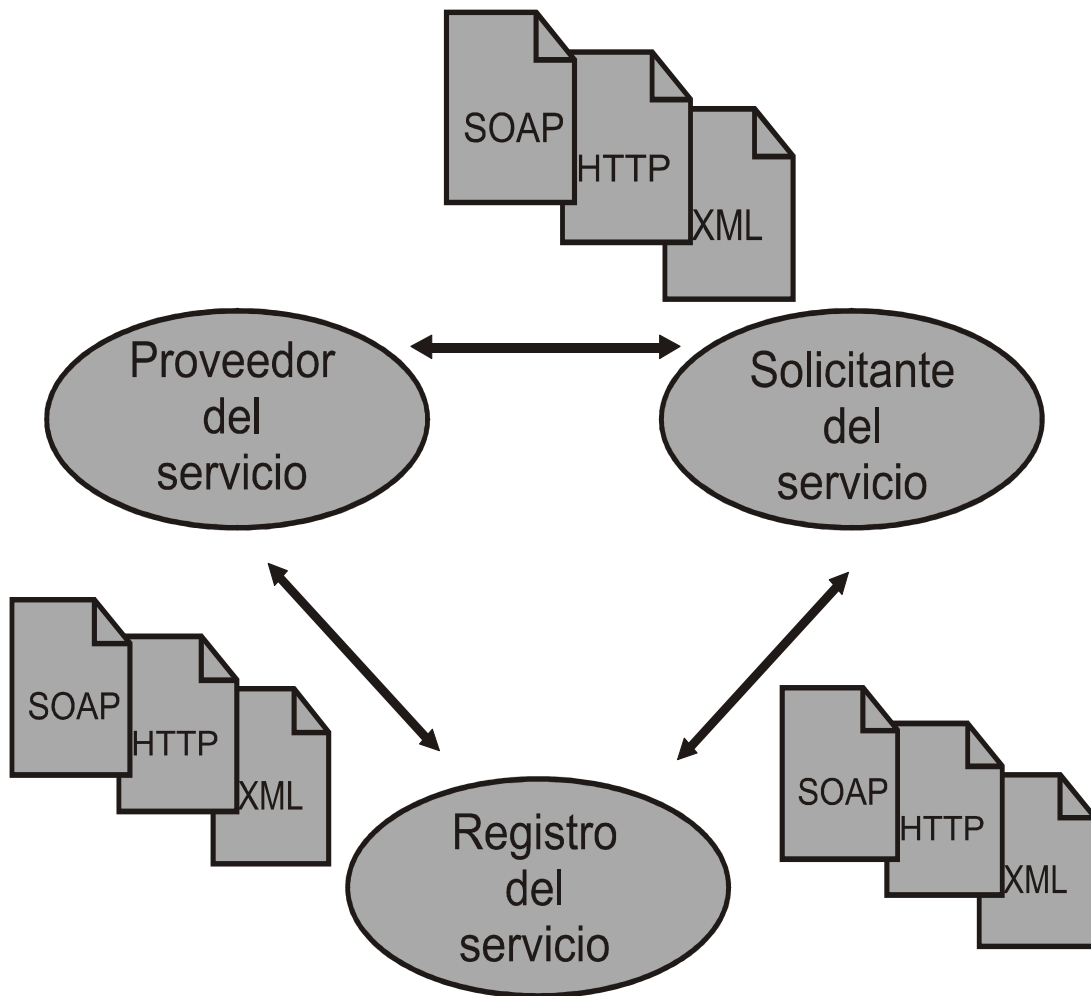 SOAP
HTTP
XML
Proveedor
del
servicio
Solicitante
del
servicio
SOAP
HTTP
XML
SOAP
HTTP
XML
Registro
del
servicio